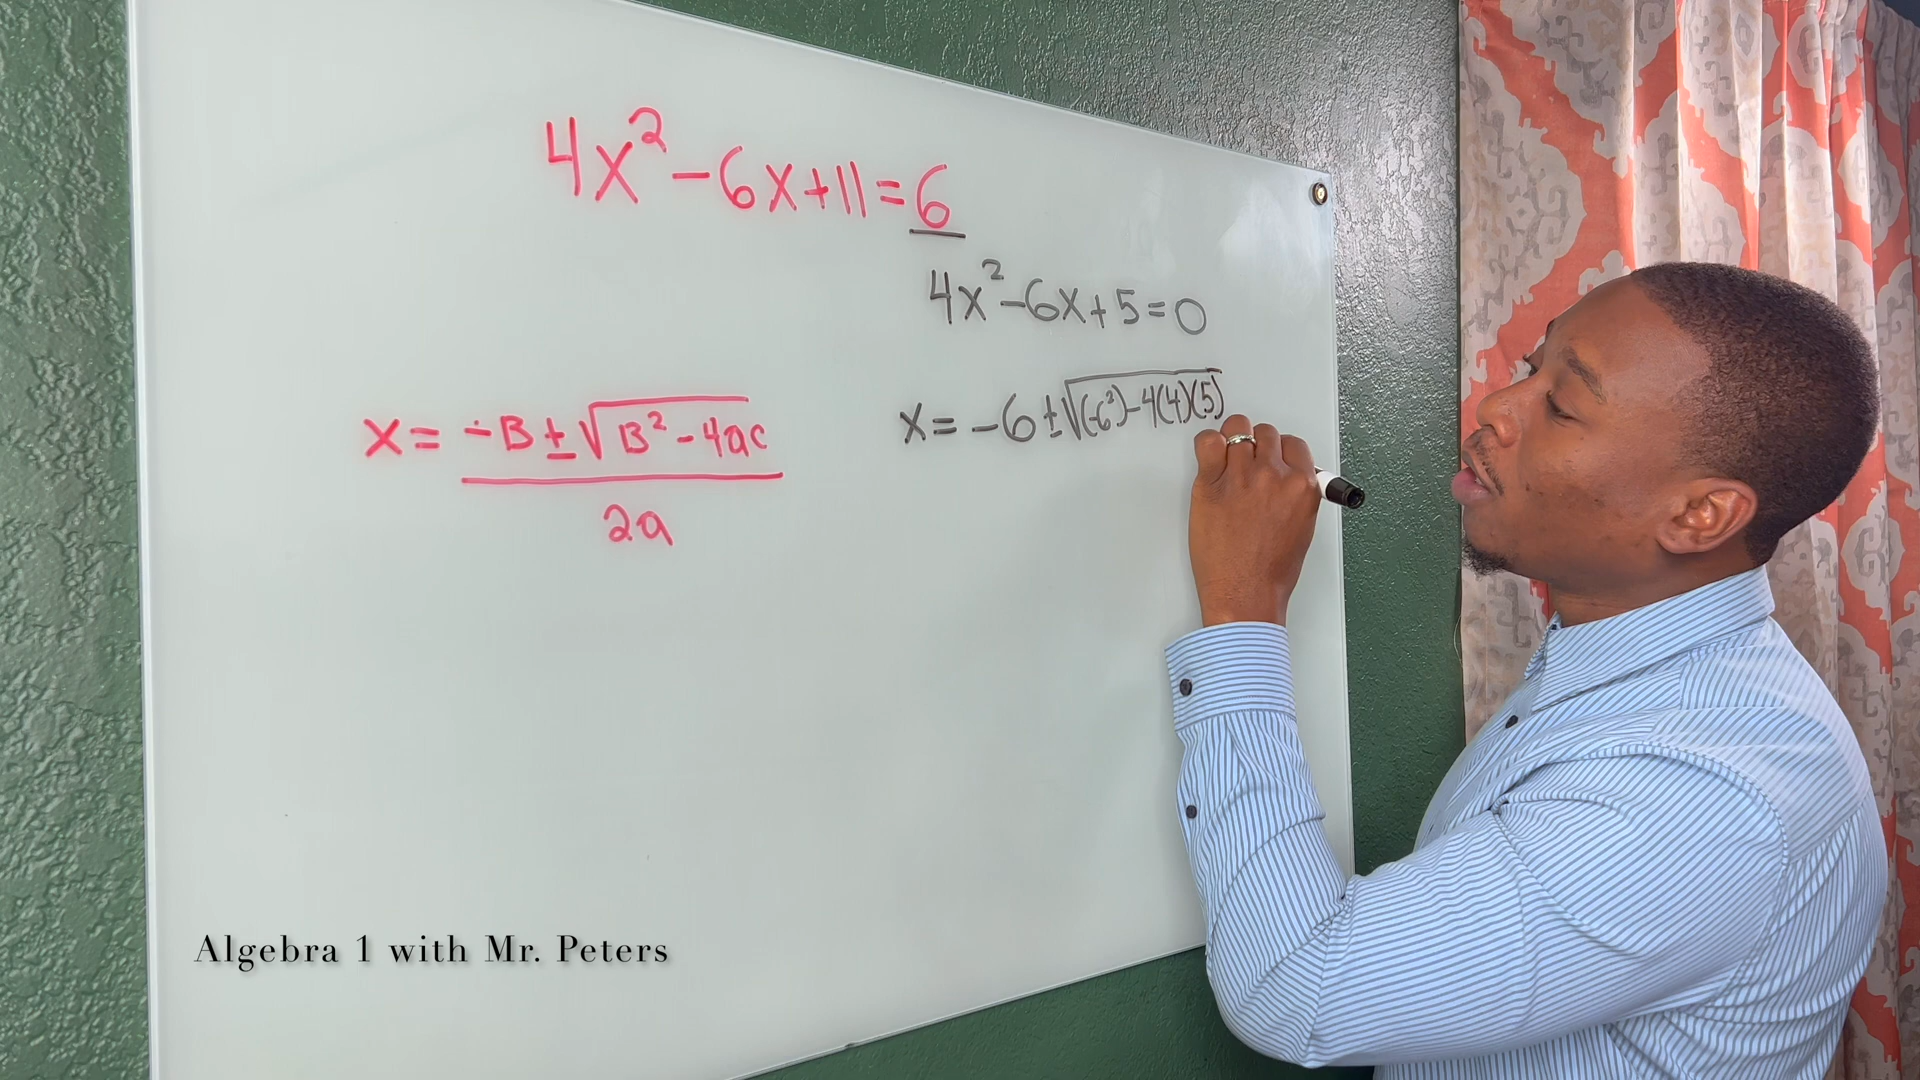 4x²-6x+11=6
4x²-6x+5=0
x= -B±√B²-4ac
2a
x= -6±√(-6²)-4(4)(5)
Algebra 1 with Mr. Peters